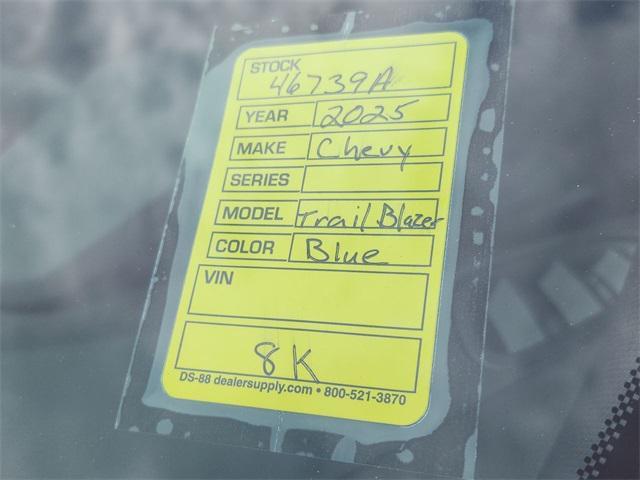 STOCK 46739A
YEAR 2025
MAKE Chevy
SERIES
MODEL Trail Blazer
COLOR Blue
VIN
8K
DS-88 dealersupply.com • 800-521-3870